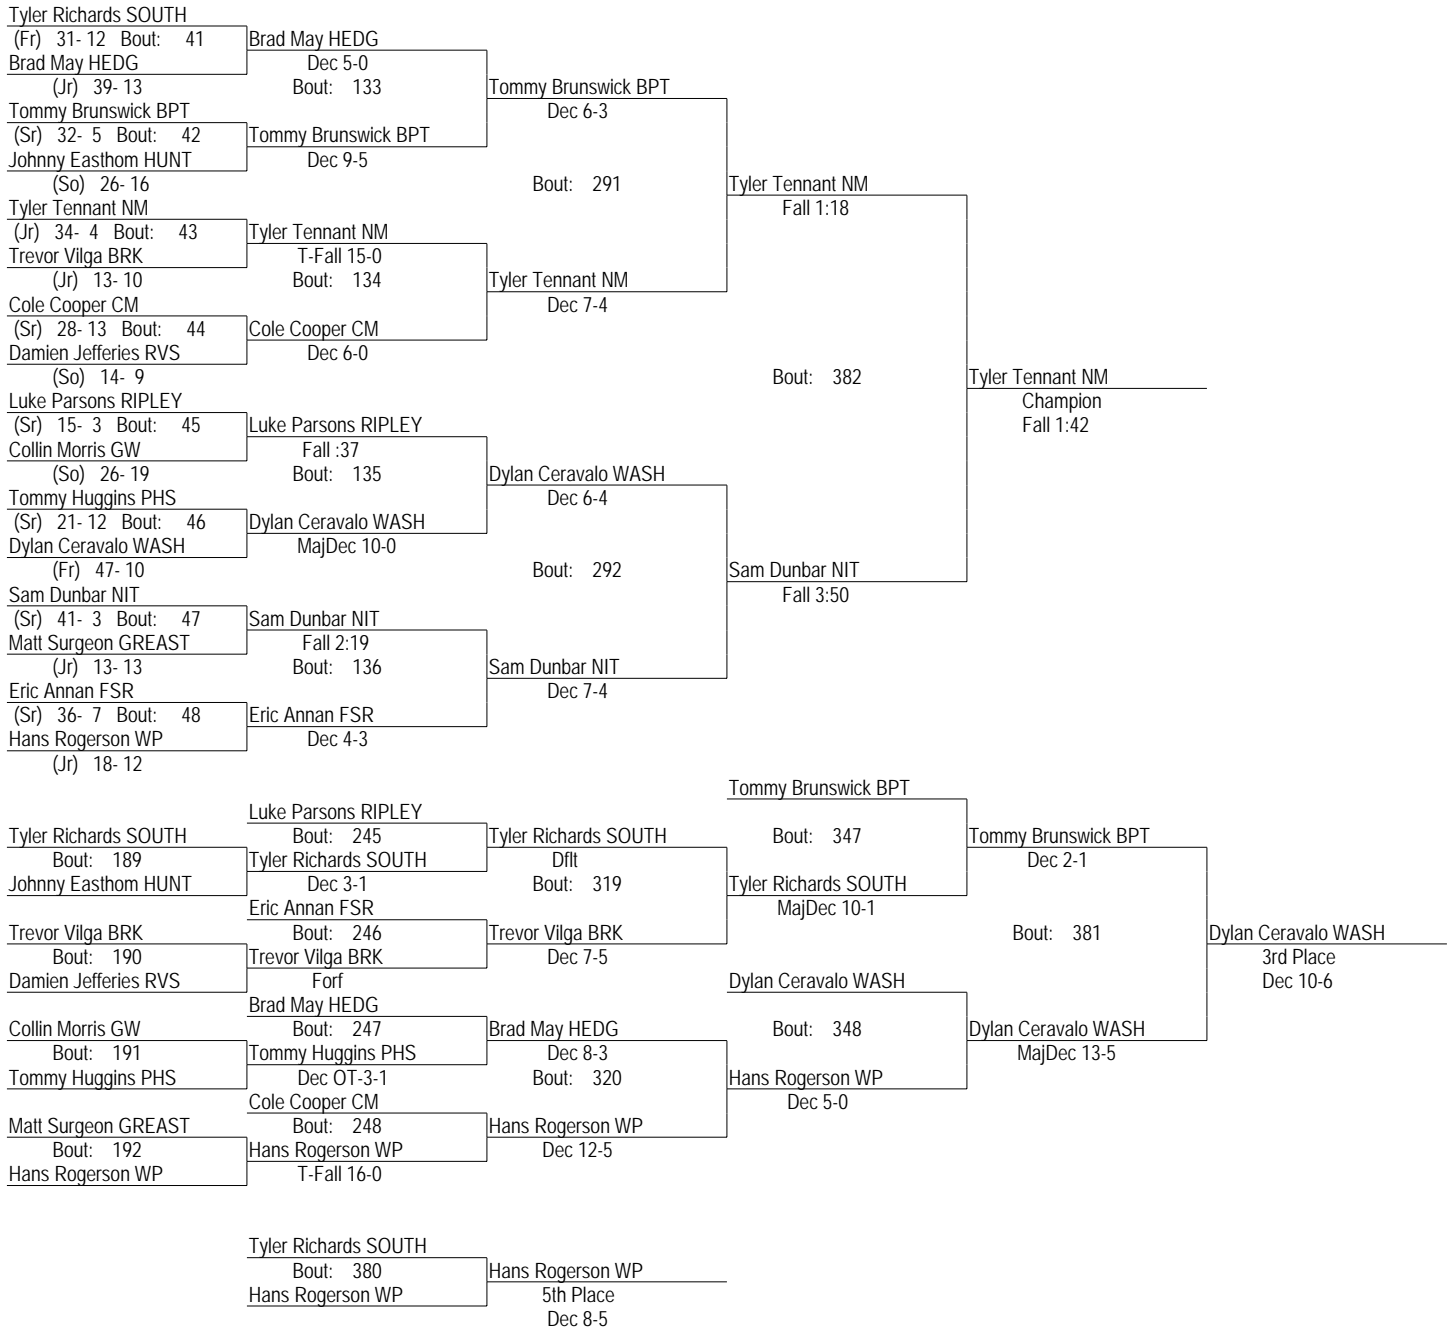 Tyler Richards SOUTH
(Fr) 31- 12 Bout: 41 Brad May HEDG
Brad May HEDG Dec 5-0
(Jr) 39- 13 Bout: 133 Tommy Brunswick BPT
Tommy Brunswick BPT Dec 6-3
(Sr) 32- 5 Bout: 42 Tommy Brunswick BPT
Johnny Easthom HUNT Dec 9-5
(So) 26- 16 Bout: 291 Tyler Tennant NM
Tyler Tennant NM Fall 1:18
(Jr) 34- 4 Bout: 43 Tyler Tennant NM
Trevor Vilga BRK T-Fall 15-0
(Jr) 13- 10 Bout: 134 Tyler Tennant NM
Cole Cooper CM Dec 7-4
(Sr) 28- 13 Bout: 44 Cole Cooper CM
Damien Jefferies RVS Dec 6-0
(So) 14- 9 Bout: 382 Tyler Tennant NM
Luke Parsons RIPLEY Champion
(Sr) 15- 3 Bout: 45 Luke Parsons RIPLEY Fall 1:42
Collin Morris GW Fall :37
(So) 26- 19 Bout: 135 Dylan Ceravalo WASH
Tommy Huggins PHS Dec 6-4
(Sr) 21- 12 Bout: 46 Dylan Ceravalo WASH
Dylan Ceravalo WASH MajDec 10-0
(Fr) 47- 10 Bout: 292 Sam Dunbar NIT
Sam Dunbar NIT Fall 3:50
(Sr) 41- 3 Bout: 47 Sam Dunbar NIT
Matt Surgeon GREAST Fall 2:19
(Jr) 13- 13 Bout: 136 Sam Dunbar NIT
Eric Annan FSR Dec 7-4
(Sr) 36- 7 Bout: 48 Eric Annan FSR
Hans Rogerson WP Dec 4-3
(Jr) 18- 12
Tommy Brunswick BPT
Luke Parsons RIPLEY
Tyler Richards SOUTH Bout: 245 Tyler Richards SOUTH Bout: 347 Tommy Brunswick BPT
Bout: 189 Tyler Richards SOUTH Dflt Dec 2-1
Johnny Easthom HUNT Dec 3-1 Bout: 319 Tyler Richards SOUTH
Eric Annan FSR MajDec 10-1
Trevor Vilga BRK Bout: 246 Trevor Vilga BRK Bout: 381 Dylan Ceravalo WASH
Bout: 190 Trevor Vilga BRK Dec 7-5 3rd Place
Damien Jefferies RVS Forf Dylan Ceravalo WASH Dec 10-6
Brad May HEDG
Collin Morris GW Bout: 247 Brad May HEDG Bout: 348 Dylan Ceravalo WASH
Bout: 191 Tommy Huggins PHS Dec 8-3 MajDec 13-5
Tommy Huggins PHS Dec OT-3-1 Bout: 320 Hans Rogerson WP
Cole Cooper CM Dec 5-0
Matt Surgeon GREAST Bout: 248 Hans Rogerson WP
Bout: 192 Hans Rogerson WP Dec 12-5
Hans Rogerson WP T-Fall 16-0
Tyler Richards SOUTH
Bout: 380 Hans Rogerson WP
Hans Rogerson WP 5th Place
Dec 8-5